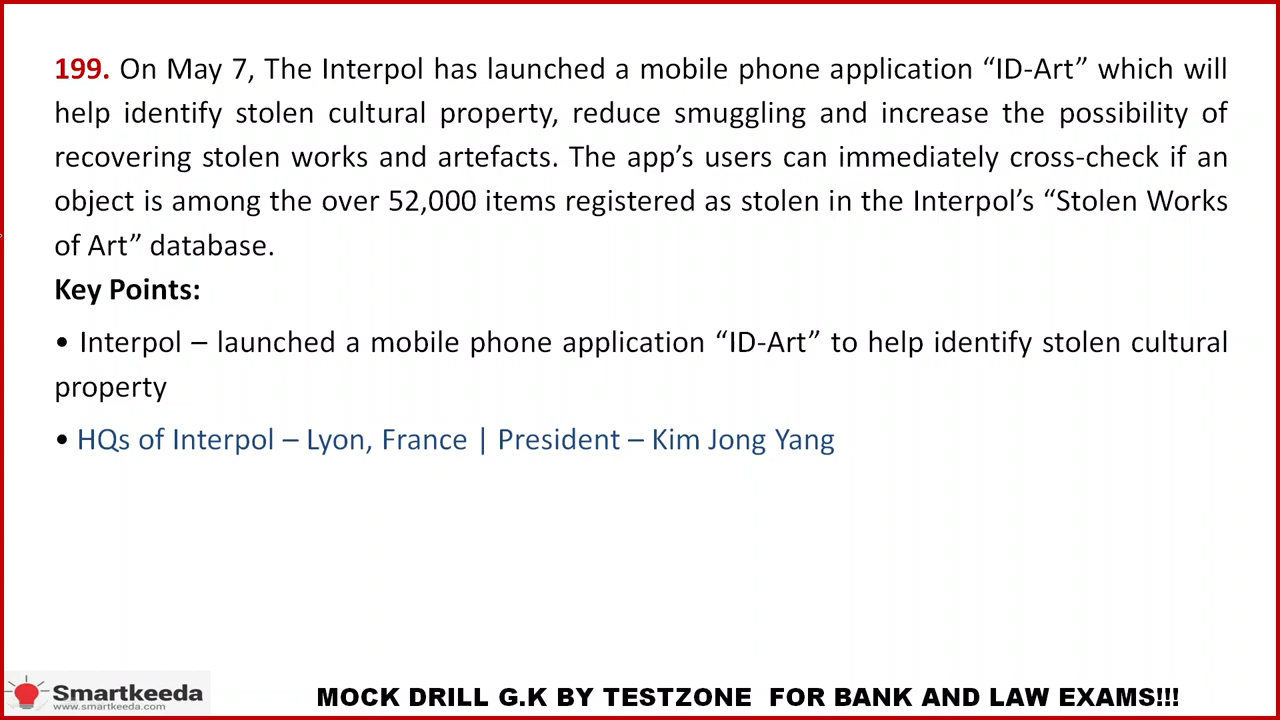 199. On May 7, The Interpol has launched a mobile phone application “ID-Art” which will
help identify stolen cultural property, reduce smuggling and increase the possibility of
recovering stolen works and artefacts. The app’s users can immediately cross-check if an
object is among the over 52,000 items registered as stolen in the Interpol’s “Stolen Works
of Art” database.
Key Points:
• Interpol – launched a mobile phone application “ID-Art” to help identify stolen cultural
property
• HQs of Interpol – Lyon, France | President – Kim Jong Yang
Smartkeeda
www.smartkeeda.com
MOCK DRILL G.K BY TESTZONE FOR BANK AND LAW EXAMS!!!